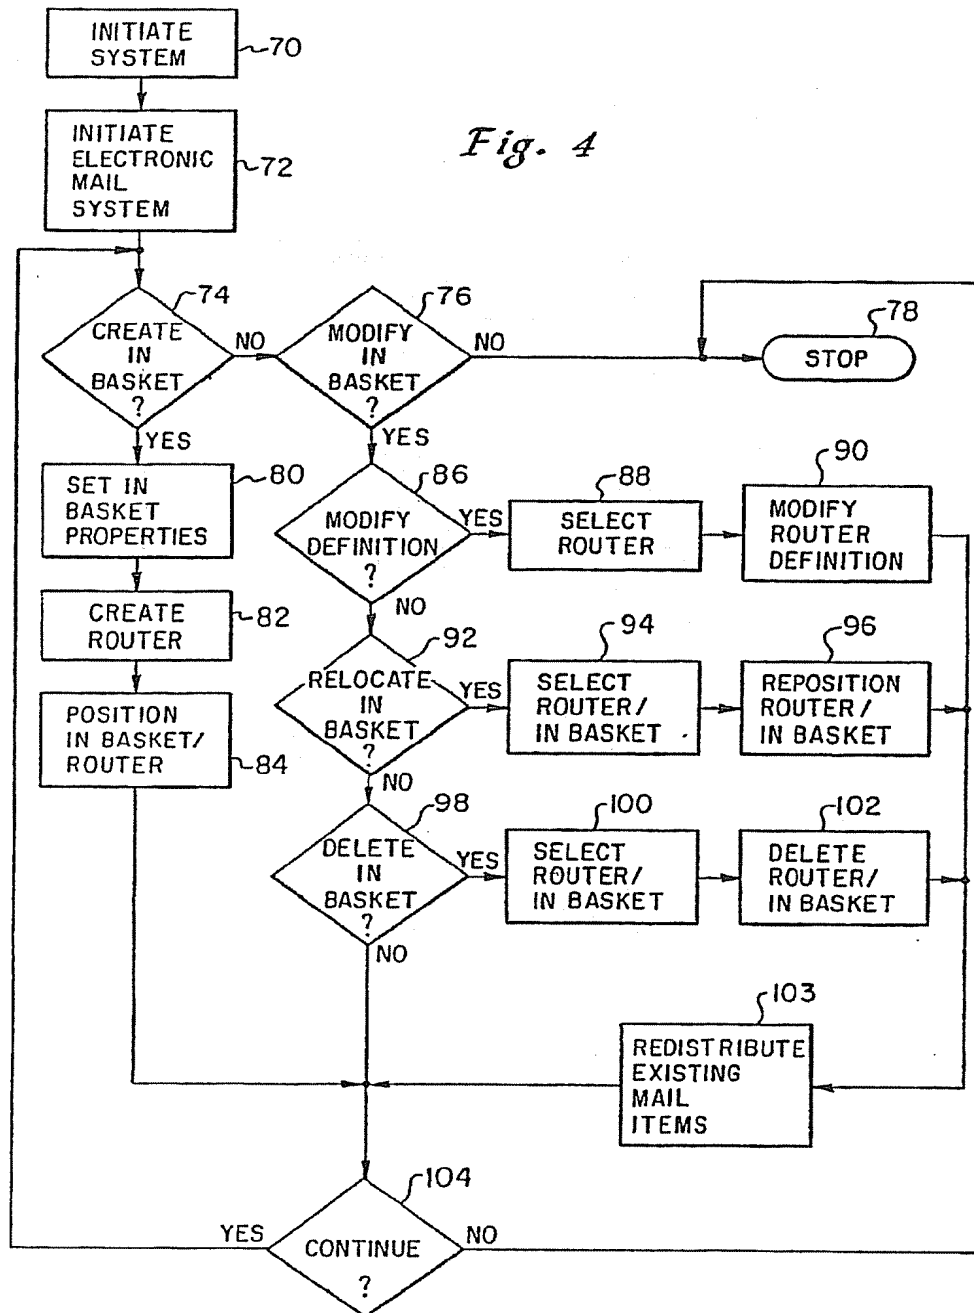 INITIATE
SYSTEM
70
INITIATE
ELECTRONIC
MAIL
SYSTEM
72
Fig. 4
74
CREATE
IN
BASKET
?
NO
YES
76
MODIFY
IN
BASKET
?
NO
YES
78
STOP
80
SET IN
BASKET
PROPERTIES
86
MODIFY
DEFINITION
?
YES
NO
88
SELECT
ROUTER
90
MODIFY
ROUTER
DEFINITION
CREATE
ROUTER
82
92
RELOCATE
IN
BASKET
?
YES
NO
94
SELECT
ROUTER/
IN BASKET
96
REPOSITION
ROUTER/
IN BASKET
POSITION
IN BASKET/
ROUTER
84
98
DELETE
IN
BASKET
?
YES
NO
100
SELECT
ROUTER/
IN BASKET
102
DELETE
ROUTER/
IN BASKET
103
REDISTRIBUTE
EXISTING
MAIL
ITEMS
104
YES
CONTINUE
?
NO